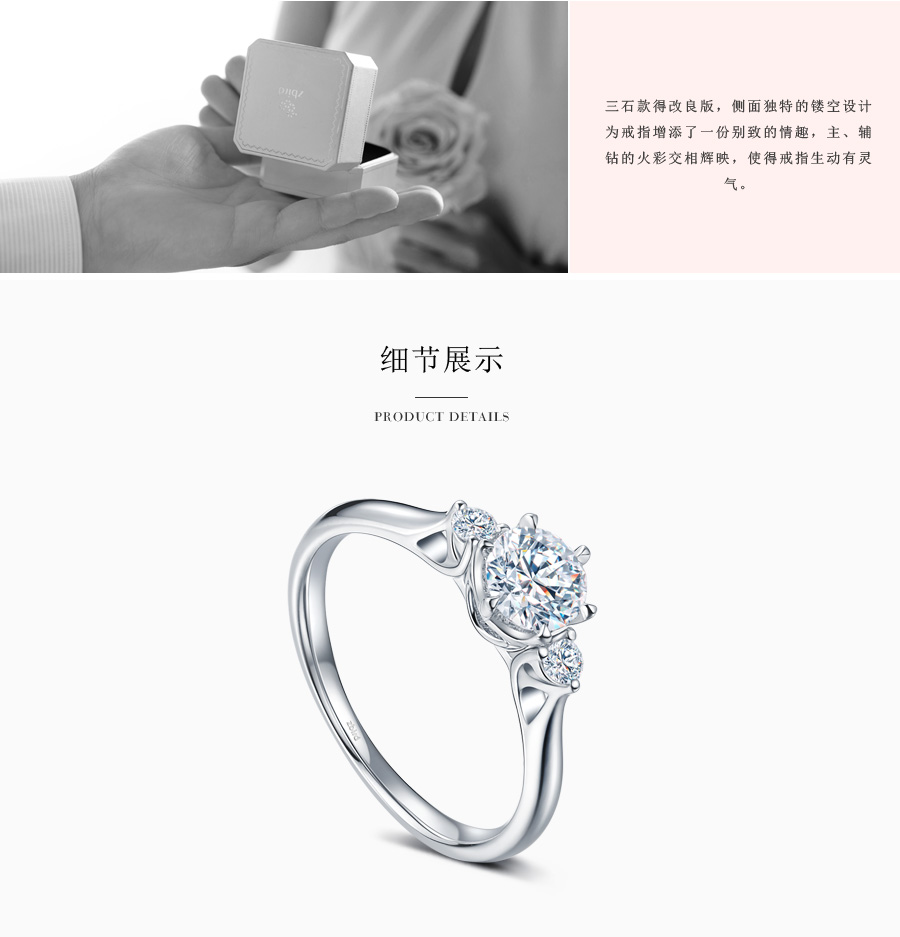 三石款得改良版，侧面独特的镂空设计
为戒指增添了一份别致的情趣，主、辅
钻的火彩交相辉映，使得戒指生动有灵
气。
细节展示
PRODUCT DETAILS
zbird